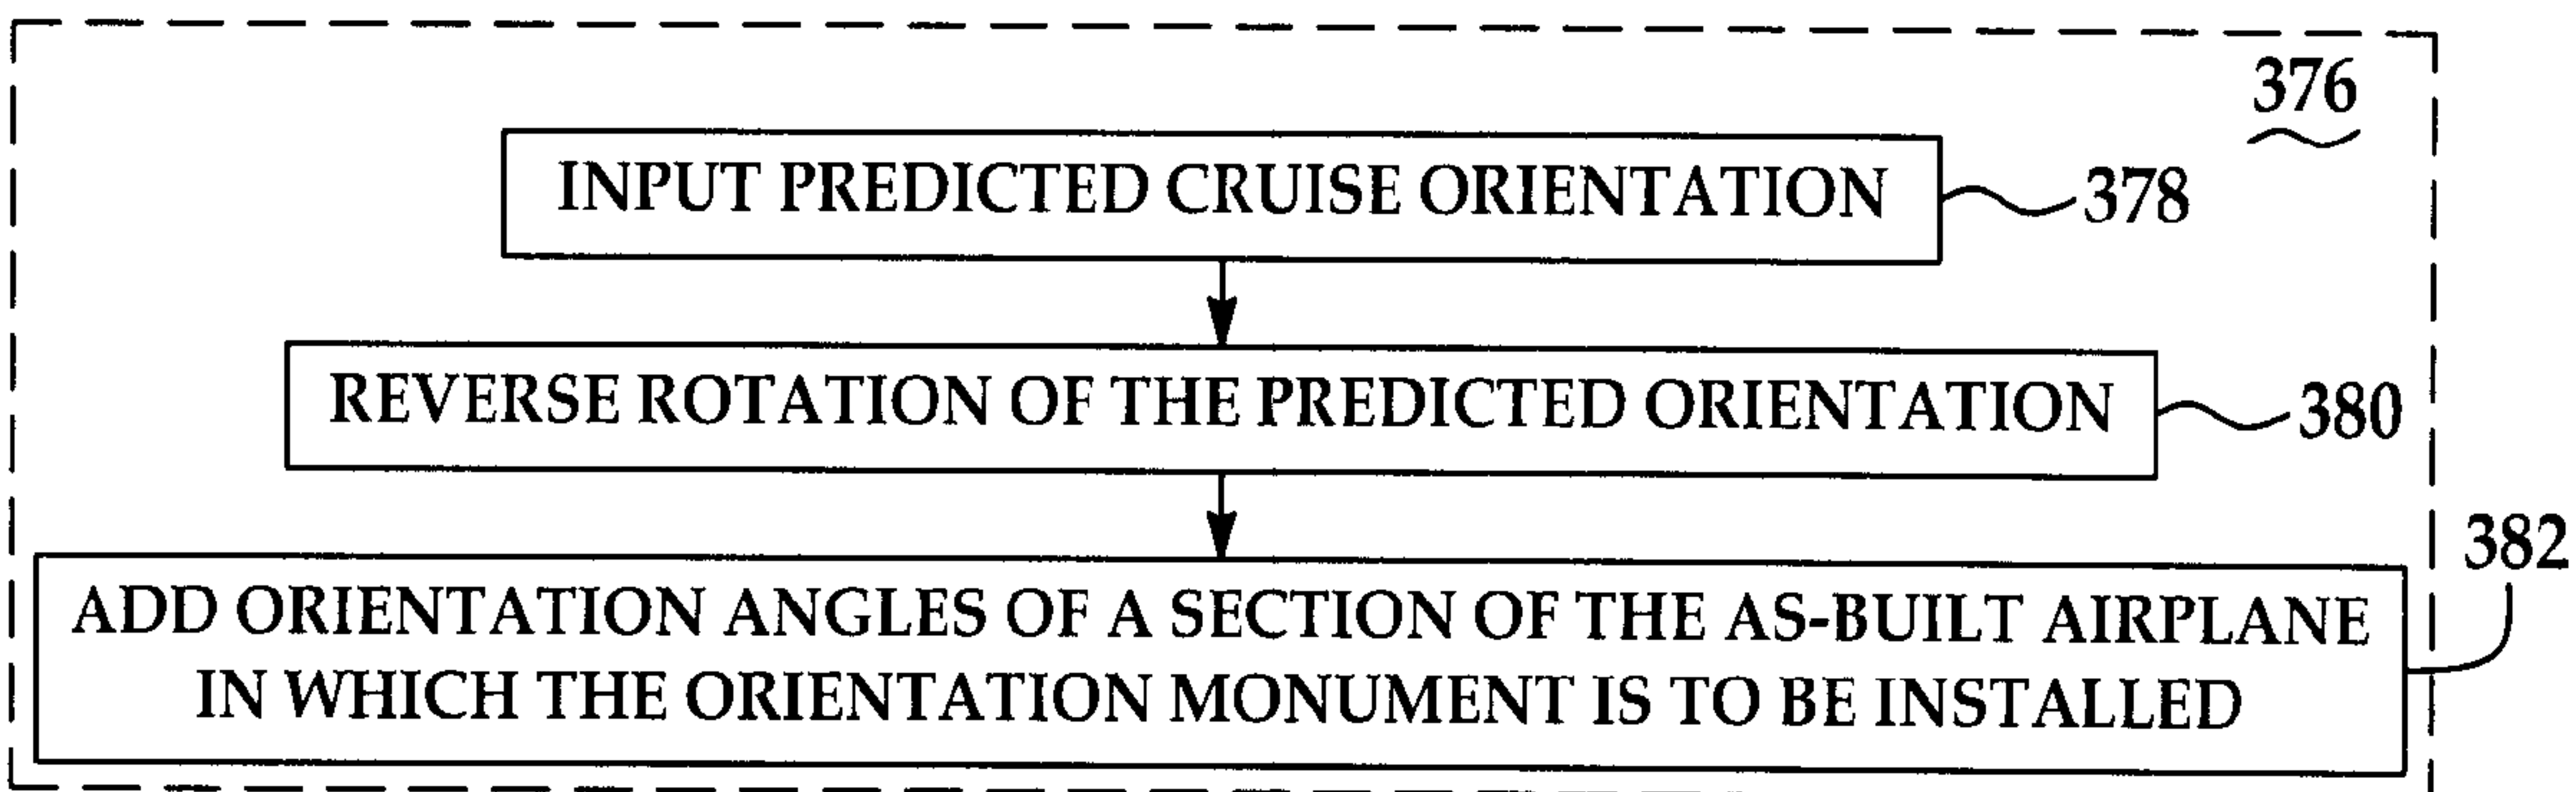 376
INPUT PREDICTED CRUISE ORIENTATION
378
REVERSE ROTATION OF THE PREDICTED ORIENTATION
380
382
ADD ORIENTATION ANGLES OF A SECTION OF THE AS-BUILT AIRPLANE
IN WHICH THE ORIENTATION MONUMENT IS TO BE INSTALLED